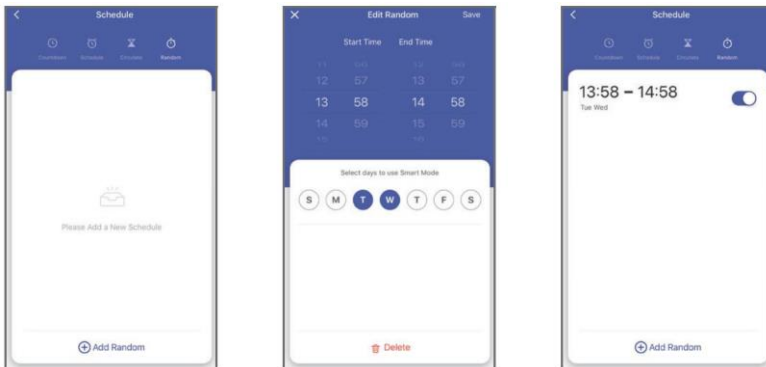 Schedule
Countdown Schedule Circulate Random
Please Add a New Schedule
Add Random
Edit Random Save
Start Time End Time
12 57 13 57
13 58 14 58
14 59 15 59
Select days to use Smart Mode
S M T W T F S
Delete
Schedule
Countdown Schedule Circulate Random
13:58 - 14:58
Tue Wed
Add Random